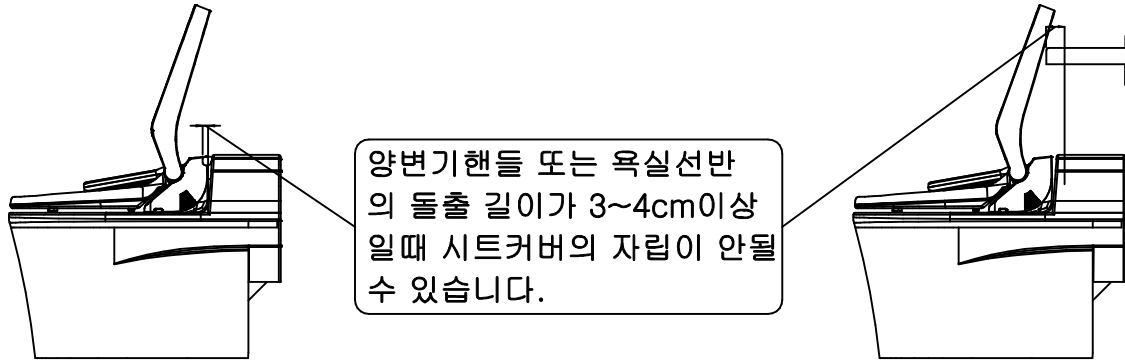 양변기핸들 또는 욕실선반
의 돌출 길이가 3~4cm이상
일때 시트커버의 자립이 안될
수 있습니다.